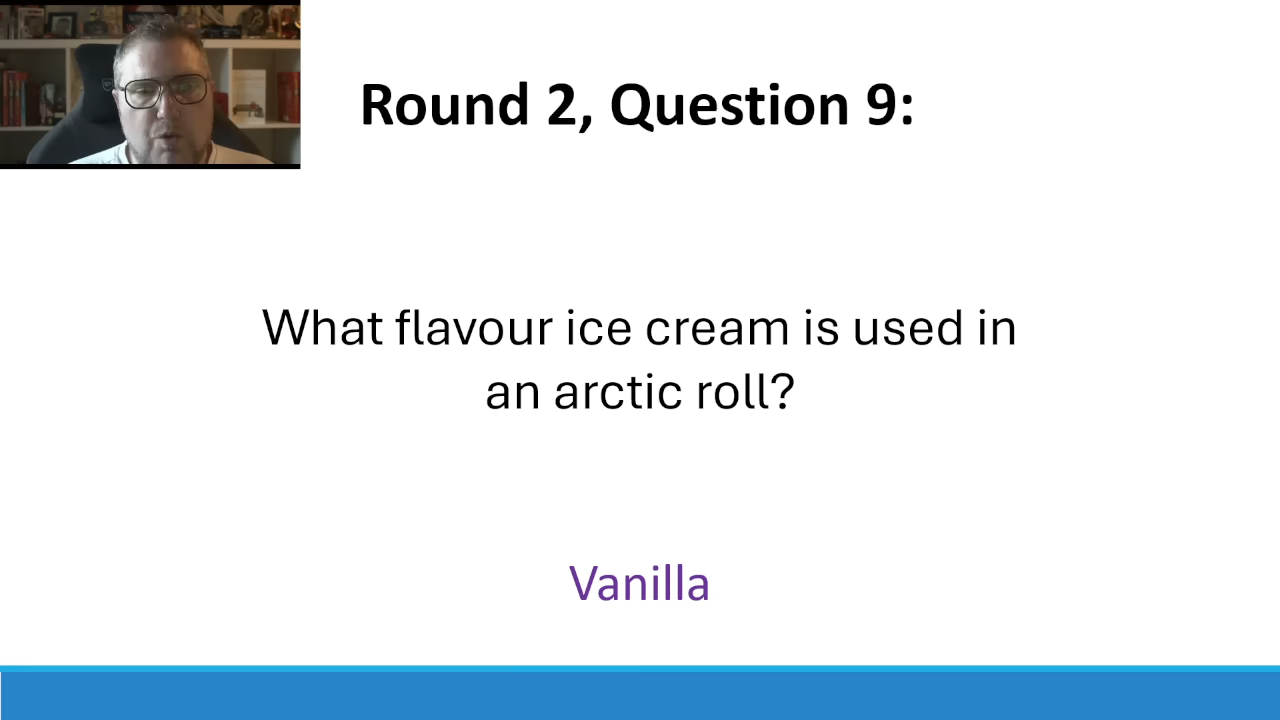 Round 2, Question 9:
What flavour ice cream is used in
an arctic roll?
Vanilla